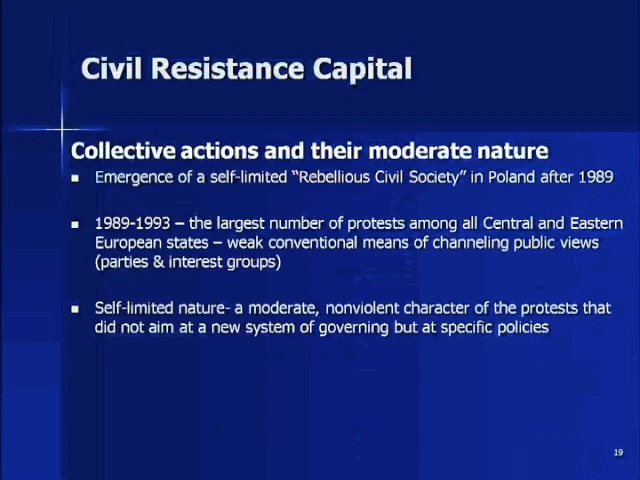 Civil Resistance Capital
Collective actions and their moderate nature
Emergence of a self-limited “Rebellious Civil Society” in Poland after 1989
1989-1993 – the largest number of protests among all Central and Eastern
European states – weak conventional means of channeling public views
(parties & interest groups)
Self-limited nature- a moderate, nonviolent character of the protests that
did not aim at a new system of governing but at specific policies
19